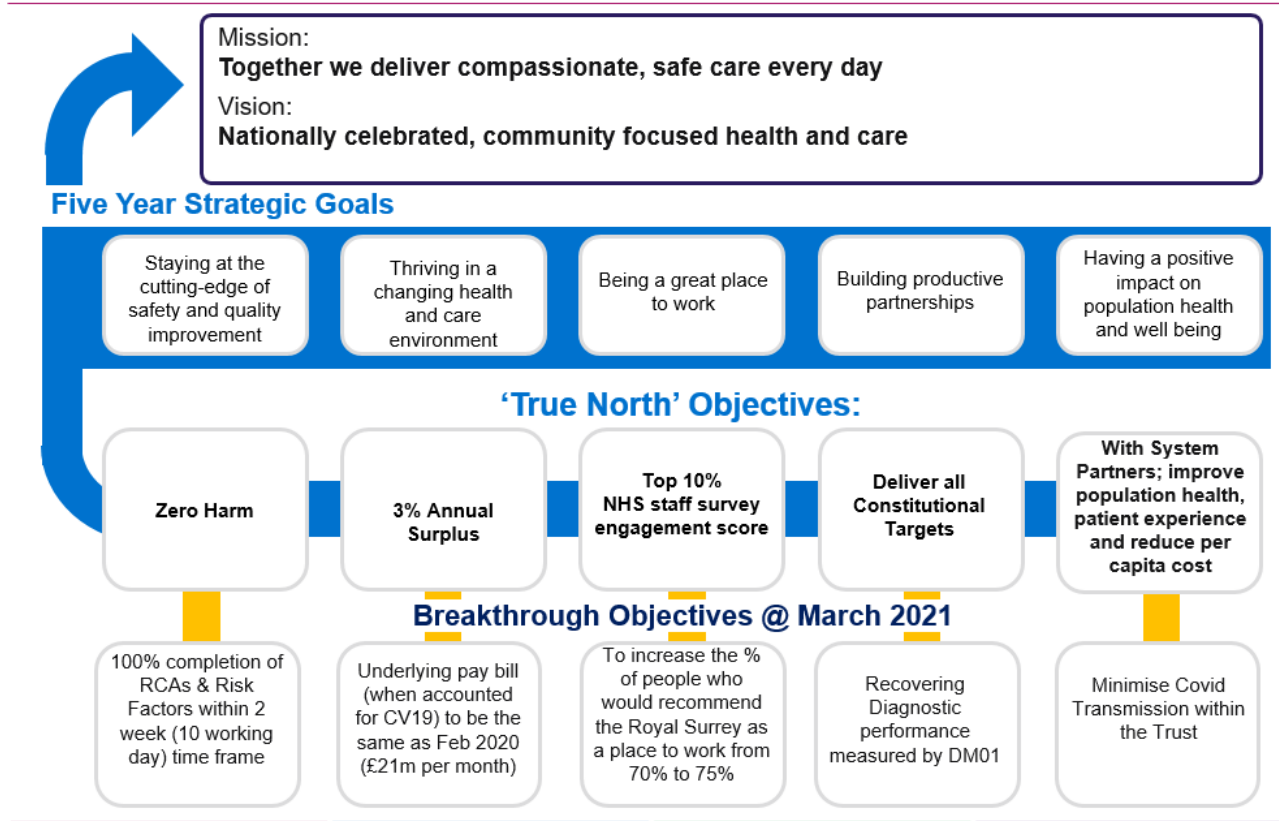 Mission:
Together we deliver compassionate, safe care every day
Vision:
Nationally celebrated, community focused health and care
Five Year Strategic Goals
Staying at the
cutting-edge of
safety and quality
improvement
Thriving in a
changing health
and care
environment
Being a great place
to work
Building productive
partnerships
Having a positive
impact on
population health
and well being
‘True North’ Objectives:
Zero Harm
3% Annual
Surplus
Top 10%
NHS staff survey
engagement score
Deliver all
Constitutional
Targets
With System
Partners; improve
population health,
patient experience
and reduce per
capita cost
Breakthrough Objectives @ March 2021
100% completion of
RCAs & Risk
Factors within 2
week (10 working
day) time frame
Underlying pay bill
(when accounted
for CV19) to be the
same as Feb 2020
(£21m per month)
To increase the %
of people who
would recommend
the Royal Surrey as
a place to work from
70% to 75%
Recovering
Diagnostic
performance
measured by DM01
Minimise Covid
Transmission within
the Trust